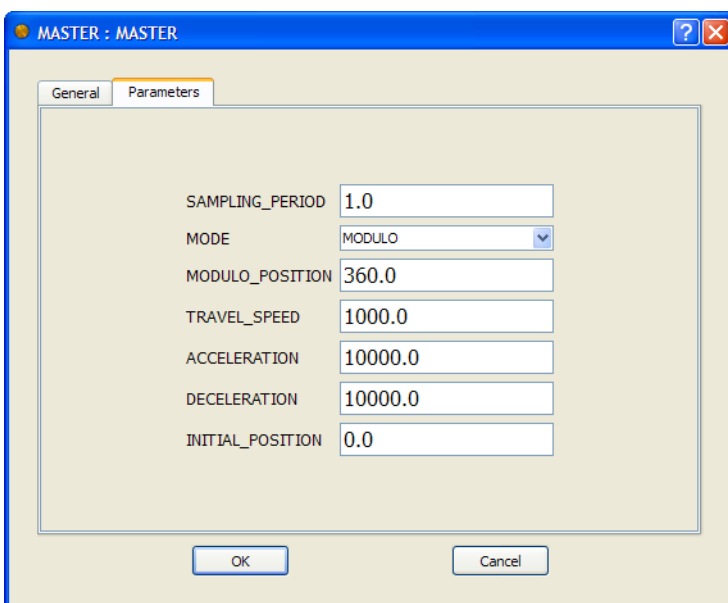 MASTER : MASTER
General Parameters
SAMPLING_PERIOD 1.0
MODE MODULO
MODULO_POSITION 360.0
TRAVEL_SPEED 1000.0
ACCELERATION 10000.0
DECELERATION 10000.0
INITIAL_POSITION 0.0
OK Cancel